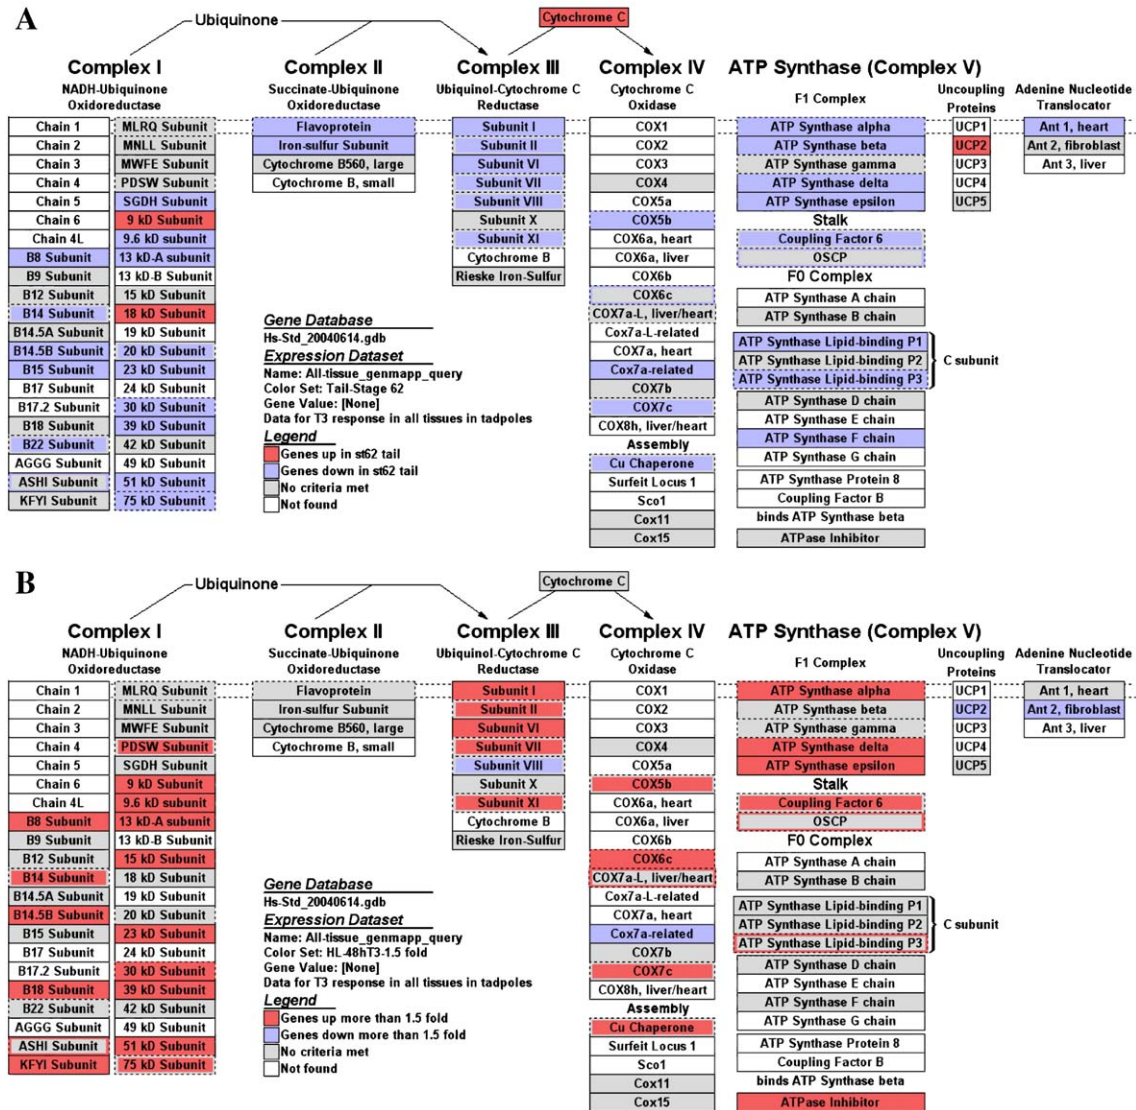 A
Ubiquinone
Cytochrome C
Complex I
NADH-Ubiquinone
Oxidoreductase
Chain 1
Chain 2
Chain 3
Chain 4
Chain 5
Chain 6
Chain 4L
B8 Subunit
B9 Subunit
B12 Subunit
B14 Subunit
B14.5A Subunit
B14.5B Subunit
B15 Subunit
B17 Subunit
B17.2 Subunit
B18 Subunit
B22 Subunit
AGGG Subunit
ASHI Subunit
KFYI Subunit
MLRQ Subunit
MNLL Subunit
MWFE Subunit
PDSW Subunit
SGDH Subunit
9 kD Subunit
9.6 kD subunit
13 kD-A subunit
13 kD-B Subunit
15 kD Subunit
18 kD Subunit
19 kD Subunit
20 kD Subunit
23 kD Subunit
24 kD Subunit
30 kD Subunit
39 kD Subunit
42 kD Subunit
49 kD Subunit
51 kD Subunit
75 kD Subunit
Complex II
Succinate-Ubiquinone
Oxidoreductase
Flavoprotein
Iron-sulfur Subunit
Cytochrome B560, large
Cytochrome B, small
Complex III
Ubiquinol-Cytochrome C
Reductase
Subunit I
Subunit II
Subunit VI
Subunit VII
Subunit VIII
Subunit X
Subunit XI
Cytochrome B
Rieske Iron-Sulfur
Gene Database
Hs-Std_20040614.gdb
Expression Dataset
Name: All-tissue_genmapp_query
Color Set: Tail-Stage 62
Gene Value: [None]
Data for T3 response in all tissues in tadpoles
Legend
Genes up in st62 tail
Genes down in st62 tail
No criteria met
Not found
Complex IV
Cytochrome C
Oxidase
COX1
COX2
COX3
COX4
COX5a
COX5b
COX6a, heart
COX6a, liver
COX6b
COX6c
COX7a-L, liver/heart
Cox7a-L-related
COX7a, heart
Cox7a-related
COX7b
COX7c
COX8h, liver/heart
Assembly
Cu Chaperone
Surfeit Locus 1
Sco1
Cox11
Cox15
ATP Synthase (Complex V)
F1 Complex
ATP Synthase alpha
ATP Synthase beta
ATP Synthase gamma
ATP Synthase delta
ATP Synthase epsilon
Stalk
Coupling Factor 6
OSCP
F0 Complex
ATP Synthase A chain
ATP Synthase B chain
ATP Synthase Lipid-binding P1
ATP Synthase Lipid-binding P2
ATP Synthase Lipid-binding P3
C subunit
ATP Synthase D chain
ATP Synthase E chain
ATP Synthase F chain
ATP Synthase G chain
ATP Synthase Protein 8
Coupling Factor B
binds ATP Synthase beta
ATPase Inhibitor
Uncoupling
Proteins
UCP1
UCP2
UCP3
UCP4
UCP5
Adenine Nucleotide
Translocator
Ant 1, heart
Ant 2, fibroblast
Ant 3, liver
B
Ubiquinone
Cytochrome C
Complex I
NADH-Ubiquinone
Oxidoreductase
Chain 1
Chain 2
Chain 3
Chain 4
Chain 5
Chain 6
Chain 4L
B8 Subunit
B9 Subunit
B12 Subunit
B14 Subunit
B14.5A Subunit
B14.5B Subunit
B15 Subunit
B17 Subunit
B17.2 Subunit
B18 Subunit
B22 Subunit
AGGG Subunit
ASHI Subunit
KFYI Subunit
MLRQ Subunit
MNLL Subunit
MWFE Subunit
PDSW Subunit
SGDH Subunit
9 kD Subunit
9.6 kD subunit
13 kD-A subunit
13 kD-B Subunit
15 kD Subunit
18 kD Subunit
19 kD Subunit
20 kD Subunit
23 kD Subunit
24 kD Subunit
30 kD Subunit
39 kD Subunit
42 kD Subunit
49 kD Subunit
51 kD Subunit
75 kD Subunit
Complex II
Succinate-Ubiquinone
Oxidoreductase
Flavoprotein
Iron-sulfur Subunit
Cytochrome B560, large
Cytochrome B, small
Complex III
Ubiquinol-Cytochrome C
Reductase
Subunit I
Subunit II
Subunit VI
Subunit VII
Subunit VIII
Subunit X
Subunit XI
Cytochrome B
Rieske Iron-Sulfur
Gene Database
Hs-Std_20040614.gdb
Expression Dataset
Name: All-tissue_genmapp_query
Color Set: HL-48hT3-1.5 fold
Gene Value: [None]
Data for T3 response in all tissues in tadpoles
Legend
Genes up more than 1.5 fold
Genes down more than 1.5 fold
No criteria met
Not found
Complex IV
Cytochrome C
Oxidase
COX1
COX2
COX3
COX4
COX5a
COX5b
COX6a, heart
COX6a, liver
COX6b
COX6c
COX7a-L, liver/heart
Cox7a-L-related
COX7a, heart
Cox7a-related
COX7b
COX7c
COX8h, liver/heart
Assembly
Cu Chaperone
Surfeit Locus 1
Sco1
Cox11
Cox15
ATP Synthase (Complex V)
F1 Complex
ATP Synthase alpha
ATP Synthase beta
ATP Synthase gamma
ATP Synthase delta
ATP Synthase epsilon
Stalk
Coupling Factor 6
OSCP
F0 Complex
ATP Synthase A chain
ATP Synthase B chain
ATP Synthase Lipid-binding P1
ATP Synthase Lipid-binding P2
ATP Synthase Lipid-binding P3
C subunit
ATP Synthase D chain
ATP Synthase E chain
ATP Synthase F chain
ATP Synthase G chain
ATP Synthase Protein 8
Coupling Factor B
binds ATP Synthase beta
ATPase Inhibitor
Uncoupling
Proteins
UCP1
UCP2
UCP3
UCP4
UCP5
Adenine Nucleotide
Translocator
Ant 1, heart
Ant 2, fibroblast
Ant 3, liver